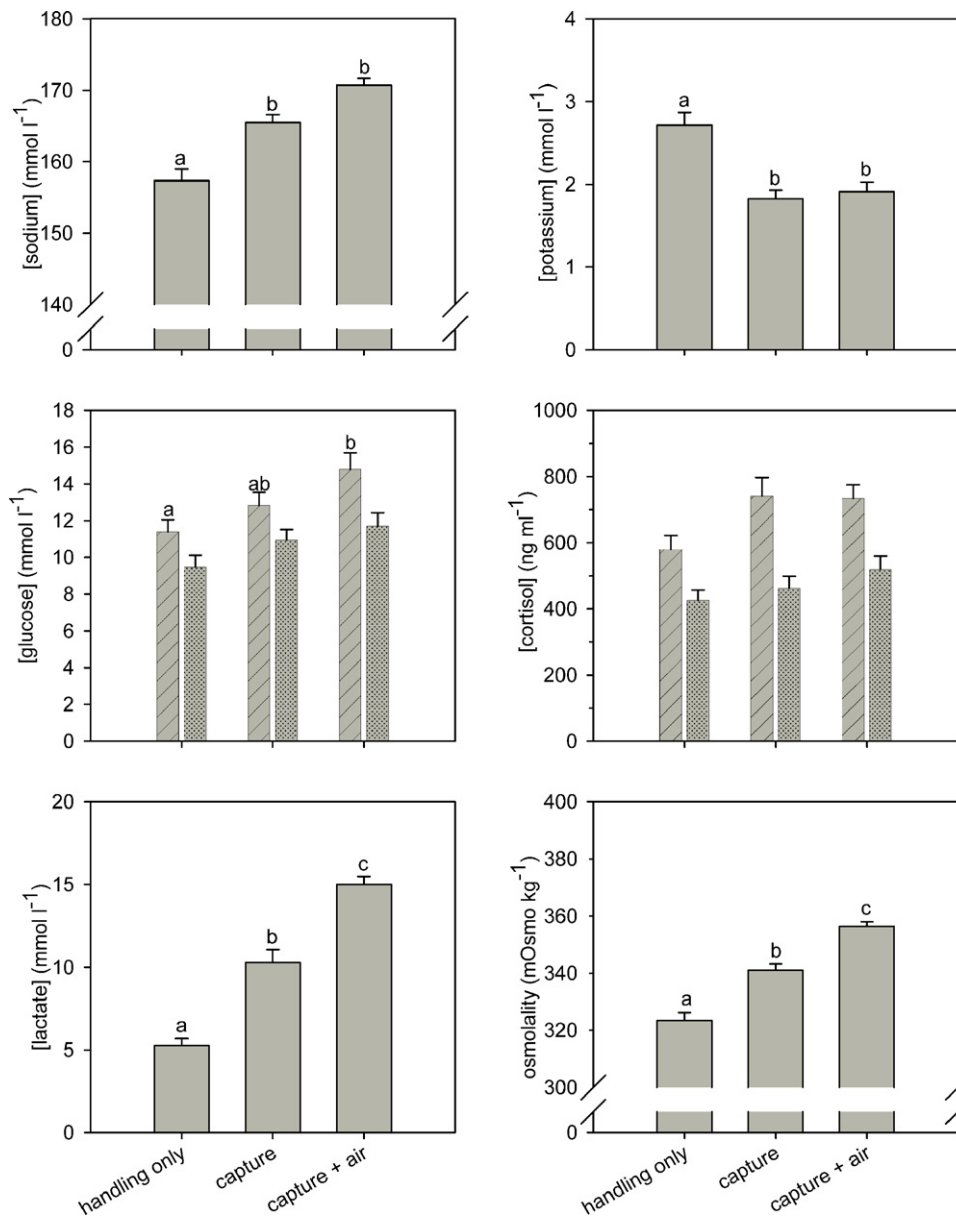 180
170
160
150
140
0
[sodium] (mmol l⁻¹)
a
b
b
4
3
2
1
0
[potassium] (mmol l⁻¹)
a
b
b
18
16
14
12
10
8
6
4
2
0
[glucose] (mmol l⁻¹)
a
ab
b
1000
800
600
400
200
0
[cortisol] (ng ml⁻¹)
20
15
10
5
0
[lactate] (mmol l⁻¹)
a
b
c
handling only
capture
capture + air
400
380
360
340
320
300
0
osmolality (mOsmo kg⁻¹)
a
b
c
handling only
capture
capture + air